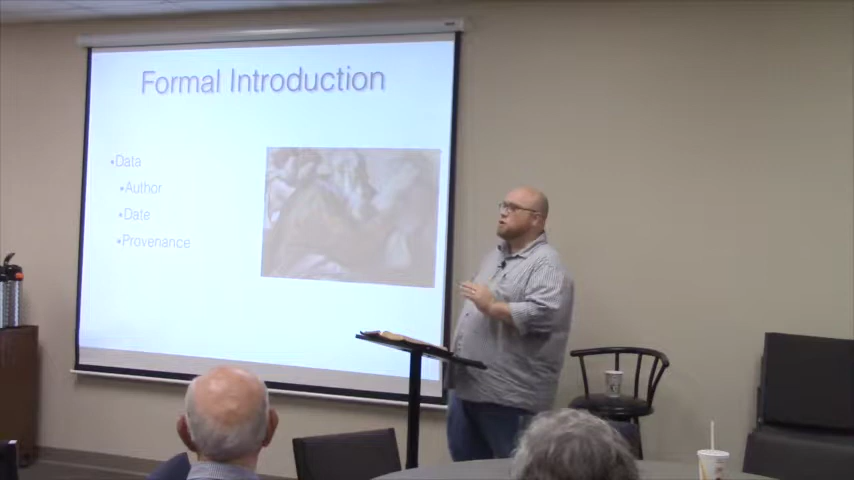 Formal Introduction
•Data
•Author
•Date
•Provenance